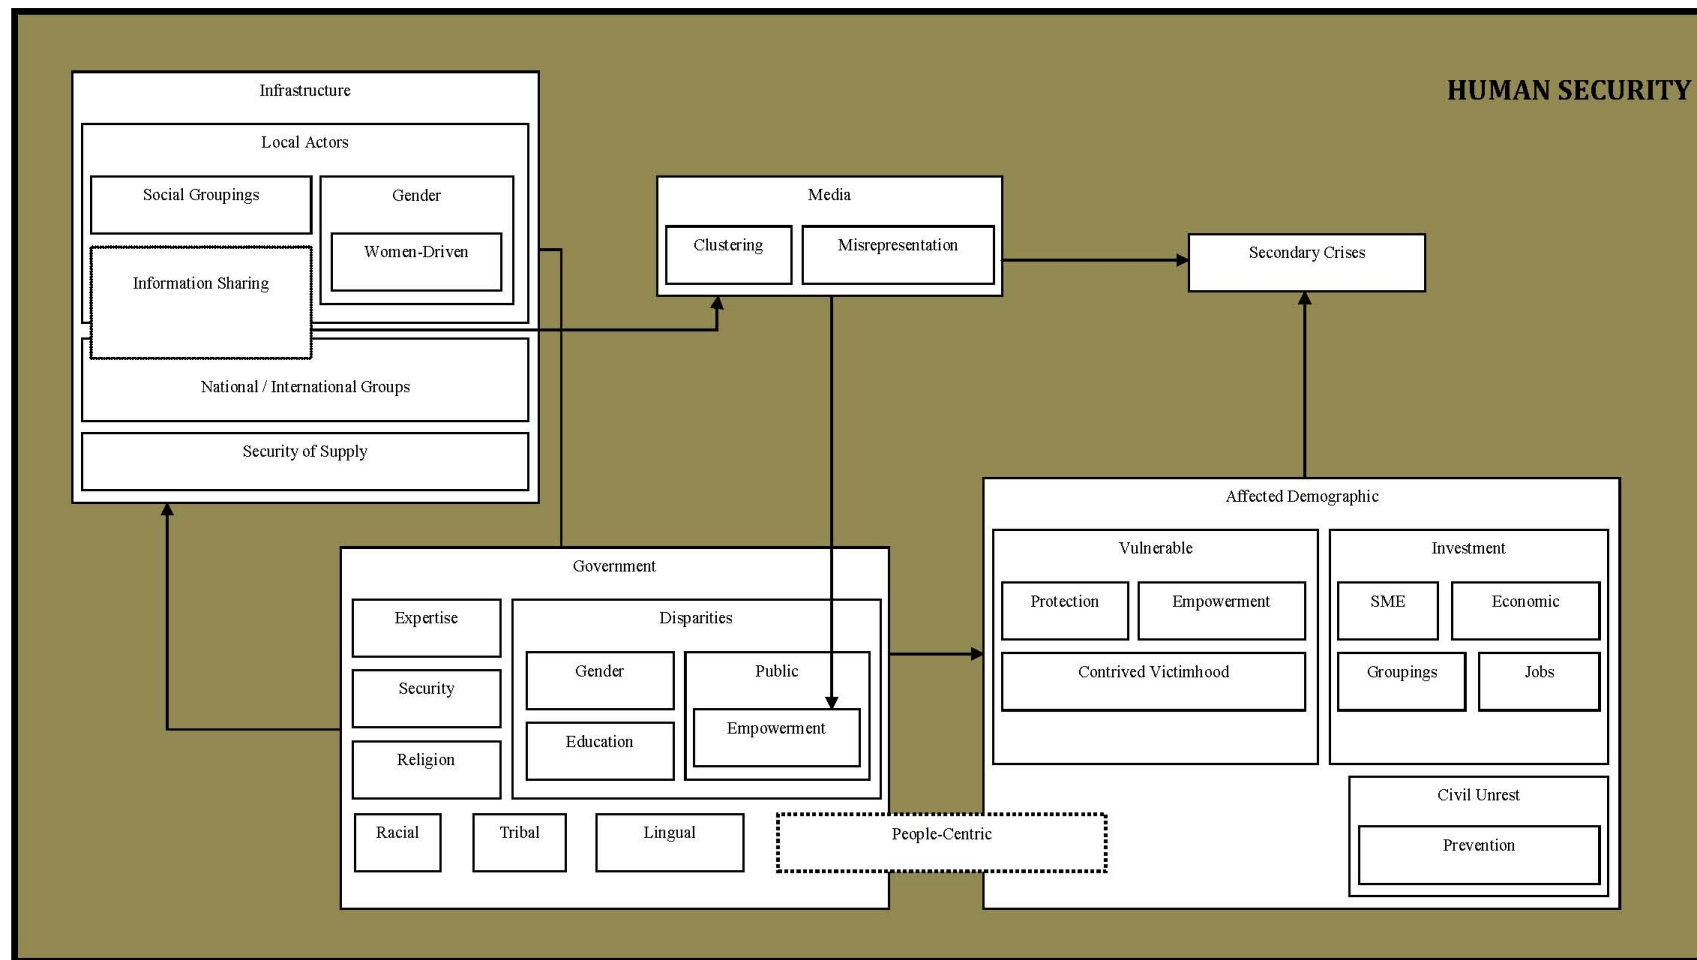 HUMAN SECURITY
Infrastructure
Local Actors
Social Groupings
Gender
Women-Driven
Information Sharing
National / International Groups
Security of Supply
Media
Clustering
Misrepresentation
Secondary Crises
Government
Expertise
Security
Religion
Disparities
Gender
Education
Public
Empowerment
Racial
Tribal
Lingual
People-Centric
Affected Demographic
Vulnerable
Protection
Empowerment
Contrived Victimhood
Investment
SME
Economic
Groupings
Jobs
Civil Unrest
Prevention